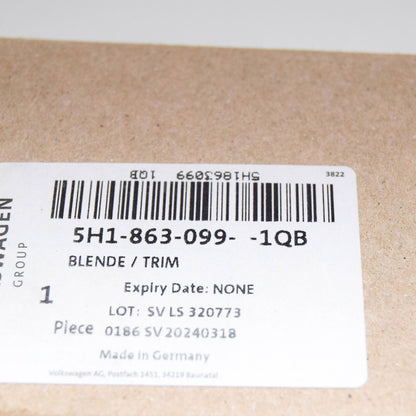 3822
5H1863099 1QB
5H1-863-099- -1QB
BLENDE / TRIM
Expiry Date: NONE
1
LOT: SV LS 320773
Piece 0186 SV 20240318
Made in Germany
Volkswagen AG, Postfach 1451, 34219 Baunatal
GROUP